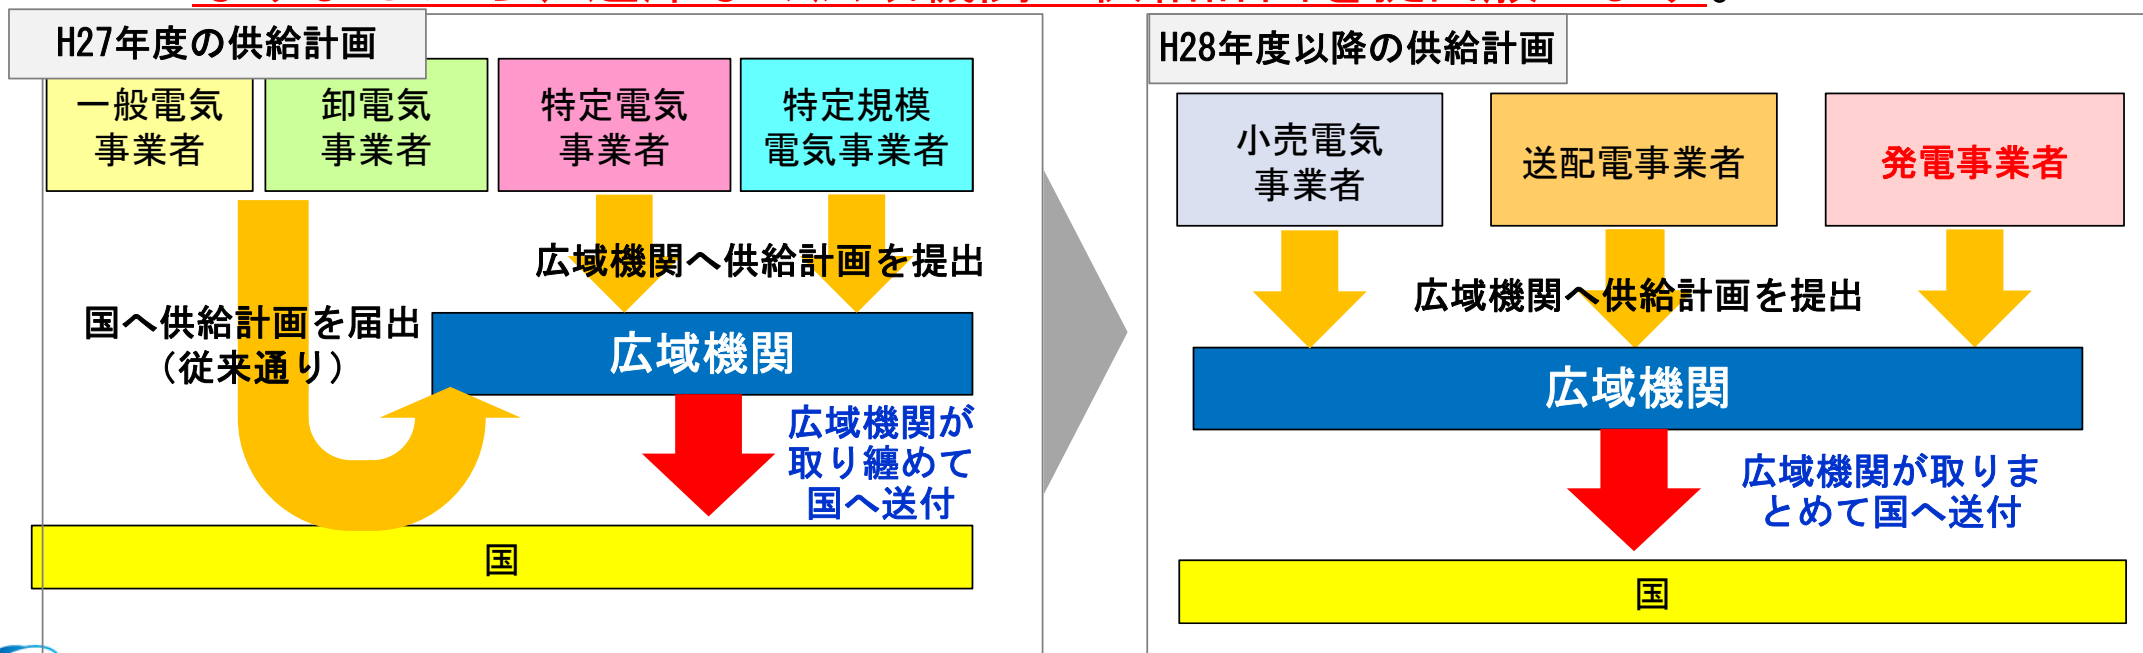 H27年度の供給計画
一般電気
事業者
卸電気
事業者
特定電気
事業者
特定規模
電気事業者
広域機関へ供給計画を提出
国へ供給計画を届出
（従来通り）
広域機関
広域機関が
取り纏めて
国へ送付
国
H28年度以降の供給計画
小売電気
事業者
送配電事業者
発電事業者
広域機関へ供給計画を提出
広域機関
広域機関が取りま
とめて国へ送付
国